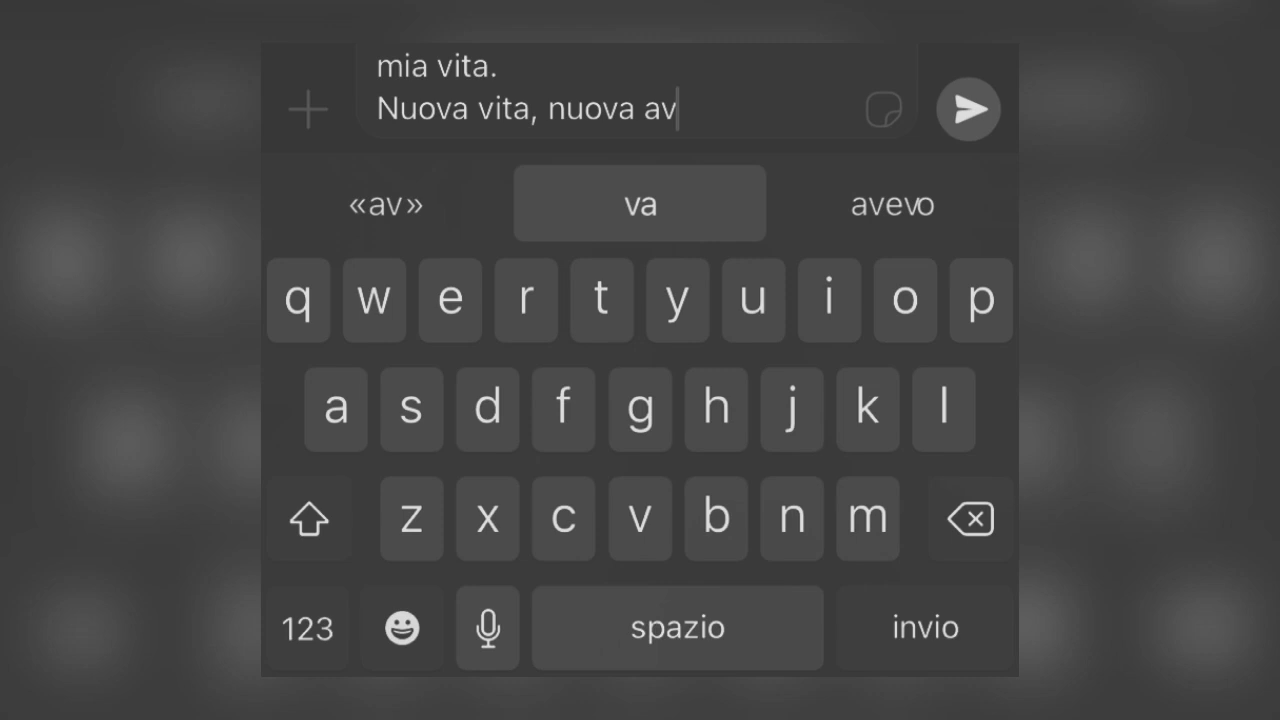 mia vita.
Nuova vita, nuova av
«av» va avevo
q w e r t y u i o p
a s d f g h j k l
z x c v b n m
123 spazio invio